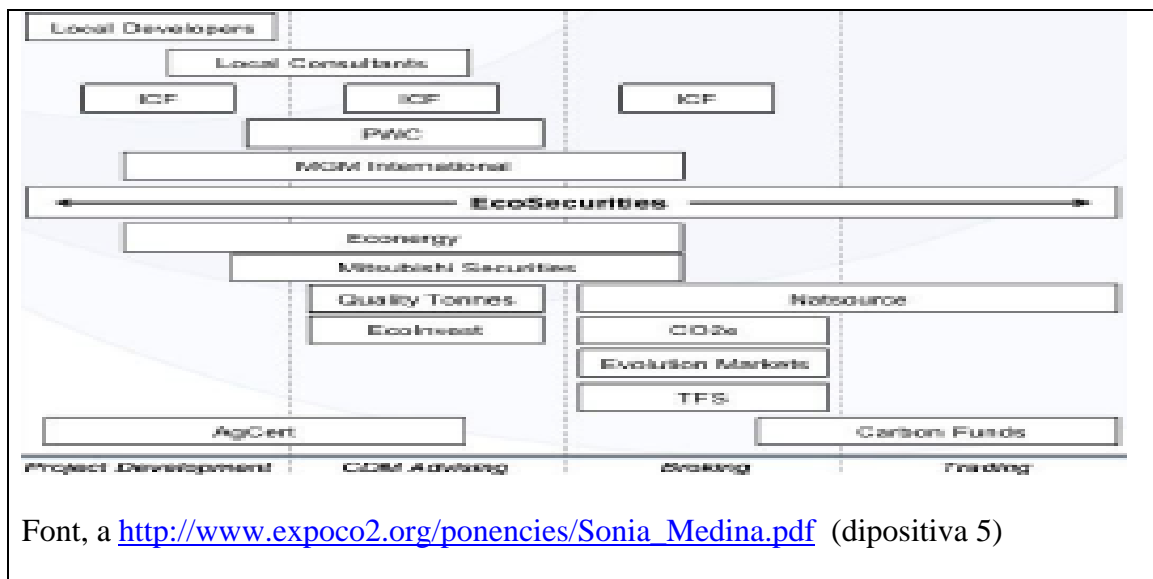 Local Developers
Local Consultants
ICF ICF ICF
PWC
MGM International
EcoSecurities
Econergy
Mitsubishi Securities
Quality Tonnes Natsource
EcoInvest CO2e
Evolution Markets
TFS
AgCert Carbon Funds
Project Development CDM Advising Broking Trading
Font, a http://www.expoco2.org/ponencies/Sonia_Medina.pdf (dipositiva 5)